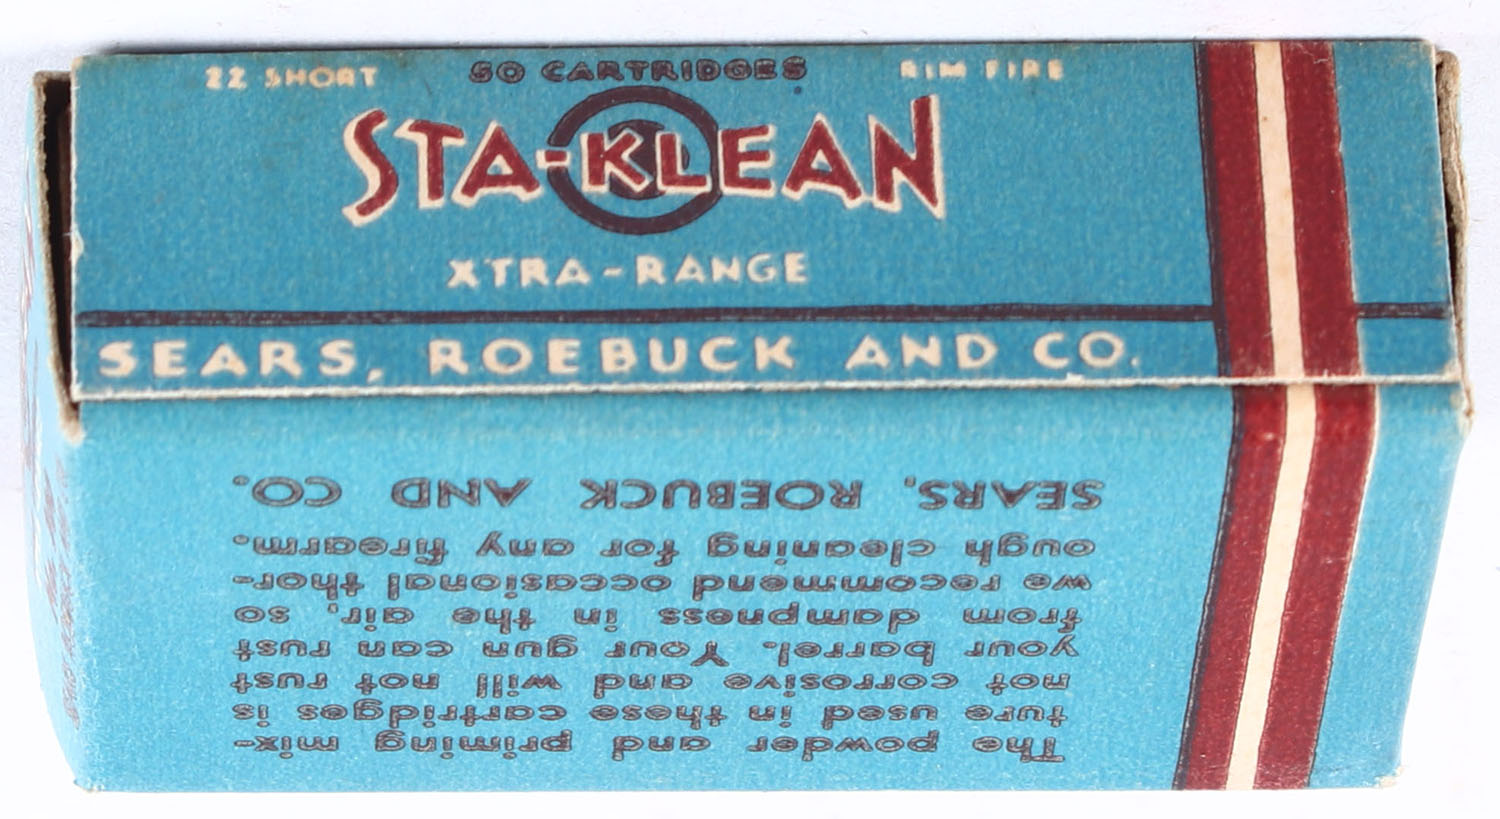 22 SHORT 50 CARTRIDGES RIM FIRE
STA-KLEAN
XTRA-RANGE
SEARS, ROEBUCK AND CO.
The powder and priming mix-
ture used in these cartridges is
not corrosive and will not rust
your barrel. Your gun can rust
from dampness in the air, so
we recommend occasional thor-
ough cleaning for any firearm.
SEARS, ROEBUCK AND CO.